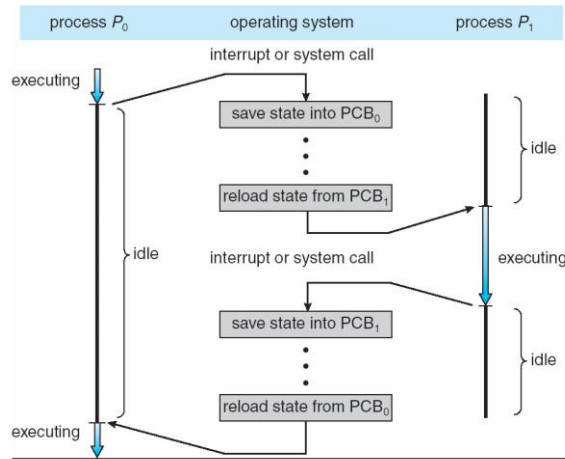 process P0 operating system process P1
interrupt or system call
executing
save state into PCB0
idle
reload state from PCB1
idle
interrupt or system call
executing
save state into PCB1
idle
reload state from PCB0
executing